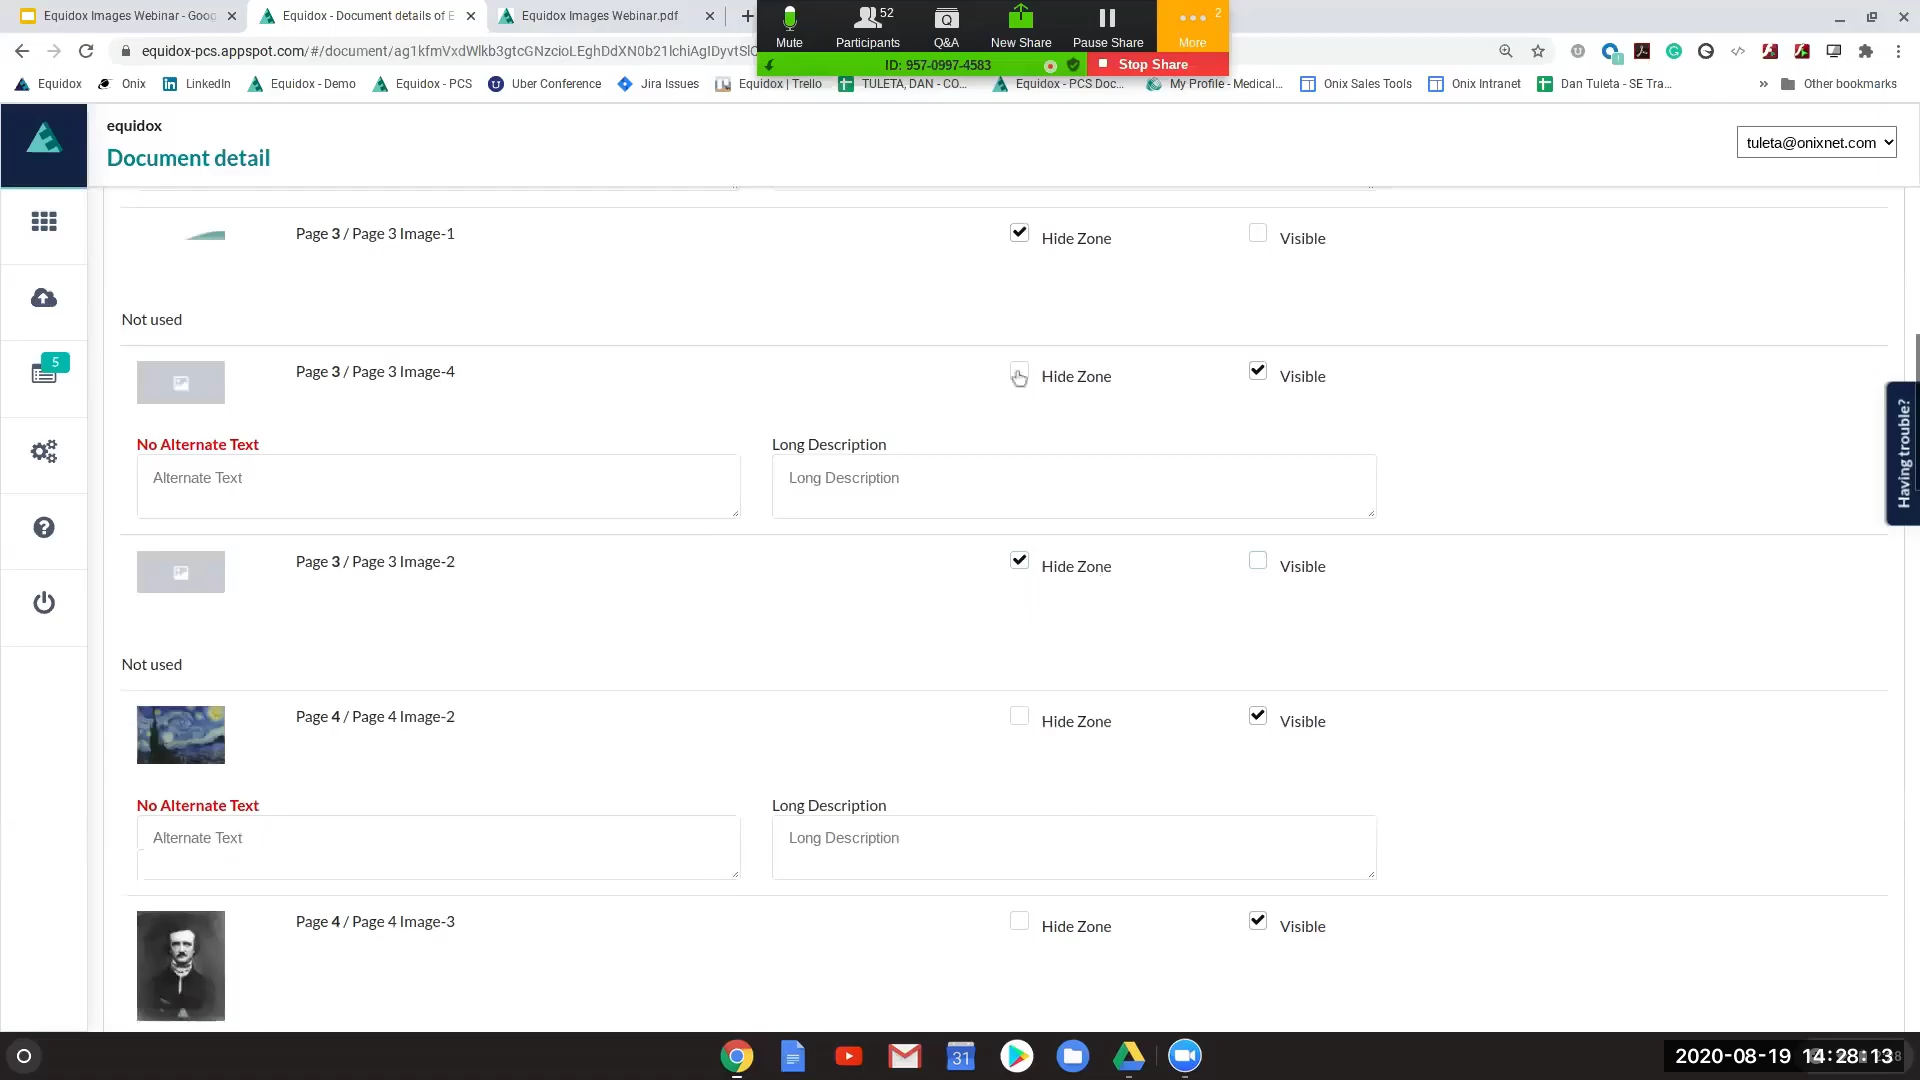 Equidox Images Webinar - Goog
Equidox - Document details of E
Equidox Images Webinar.pdf
Mute
Participants
52
Q&A
New Share
Pause Share
More
2
equidox-pcs.appspot.com/#/document/ag1kfmVxdWlkb3gtcGNzcioLEghDdXN0b21lchiAgIDyvtSlC
ID: 957-0997-4583
Stop Share
Equidox
Onix
LinkedIn
Equidox - Demo
Equidox - PCS
Uber Conference
Jira Issues
Equidox | Trello
TULETA, DAN - CO...
Equidox - PCS Doc...
My Profile - Medical...
Onix Sales Tools
Onix Intranet
Dan Tuleta - SE Tra...
Other bookmarks
equidox
Document detail
tuleta@onixnet.com
Page 3 / Page 3 Image-1
Hide Zone
Visible
Not used
5
Page 3 / Page 3 Image-4
Hide Zone
Visible
No Alternate Text
Long Description
Alternate Text
Long Description
Having trouble?
Page 3 / Page 3 Image-2
Hide Zone
Visible
Not used
Page 4 / Page 4 Image-2
Hide Zone
Visible
No Alternate Text
Long Description
Alternate Text
Long Description
Page 4 / Page 4 Image-3
Hide Zone
Visible
31
2020-08-19 14:28:13